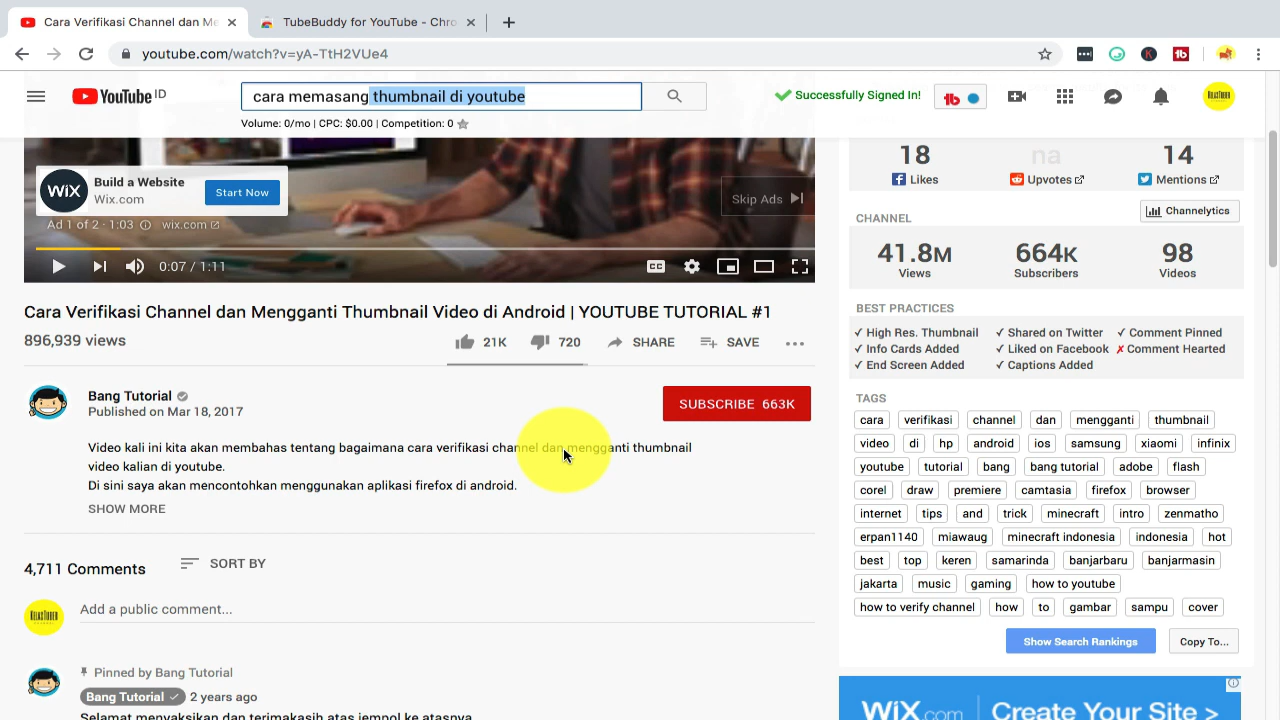 Cara Verifikasi Channel dan Me
TubeBuddy for YouTube - Chro
youtube.com/watch?v=yA-TtH2VUe4
YouTube ID
cara memasang thumbnail di youtube
Volume: 0/mo | CPC: $0.00 | Competition: 0
Successfully Signed In!
tb
WiX
Build a Website
Wix.com
Start Now
Skip Ads
Ad 1 of 2 · 1:03 wix.com
0:07 / 1:11
CC
Cara Verifikasi Channel dan Mengganti Thumbnail Video di Android | YOUTUBE TUTORIAL #1
896,939 views
21K 720 SHARE SAVE
Bang Tutorial
Published on Mar 18, 2017
SUBSCRIBE 663K
Video kali ini kita akan membahas tentang bagaimana cara verifikasi channel dan mengganti thumbnail
video kalian di youtube.
Di sini saya akan mencontohkan menggunakan aplikasi firefox di android.
SHOW MORE
4,711 Comments SORT BY
Add a public comment...
Pinned by Bang Tutorial
Bang Tutorial 2 years ago
Selamat menyaksikan dan terimakasih atas jempol ke atasnya
18 na 14
Likes Upvotes Mentions
CHANNEL Channelytics
41.8M 664K 98
Views Subscribers Videos
BEST PRACTICES
✓ High Res. Thumbnail ✓ Shared on Twitter ✓ Comment Pinned
✓ Info Cards Added ✓ Liked on Facebook ✗ Comment Hearted
✓ End Screen Added ✓ Captions Added
TAGS
cara verifikasi channel dan mengganti thumbnail
video di hp android ios samsung xiaomi infinix
youtube tutorial bang bang tutorial adobe flash
corel draw premiere camtasia firefox browser
internet tips and trick minecraft intro zenmatho
erpan1140 miawaug minecraft indonesia indonesia hot
best top keren samarinda banjarbaru banjarmasin
jakarta music gaming how to youtube
how to verify channel how to gambar sampu cover
Show Search Rankings Copy To...
WiX.com Create Your Site >